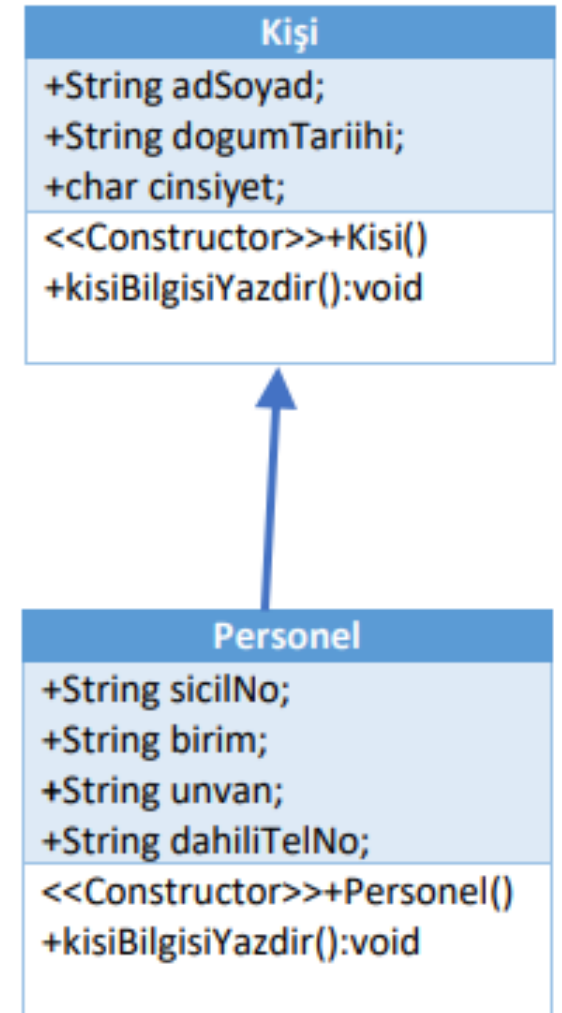 Kişi
+String adSoyad;
+String dogumTariihi;
+char cinsiyet;
<<Constructor>>+Kisi()
+kisiBilgisiYazdir():void
Personel
+String sicilNo;
+String birim;
+String unvan;
+String dahiliTelNo;
<<Constructor>>+Personel()
+kisiBilgisiYazdir():void